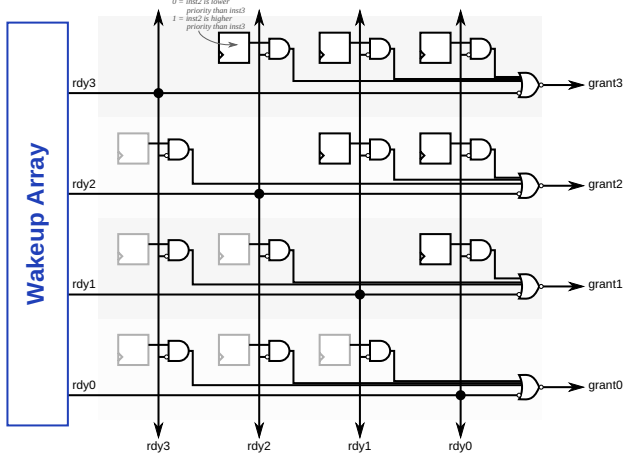 0 = inst2 is lower
priority than inst3
1 = inst2 is higher
priority than inst3
rdy3
grant3
rdy2
grant2
Wakeup Array
rdy1
grant1
rdy0
grant0
rdy3
rdy2
rdy1
rdy0